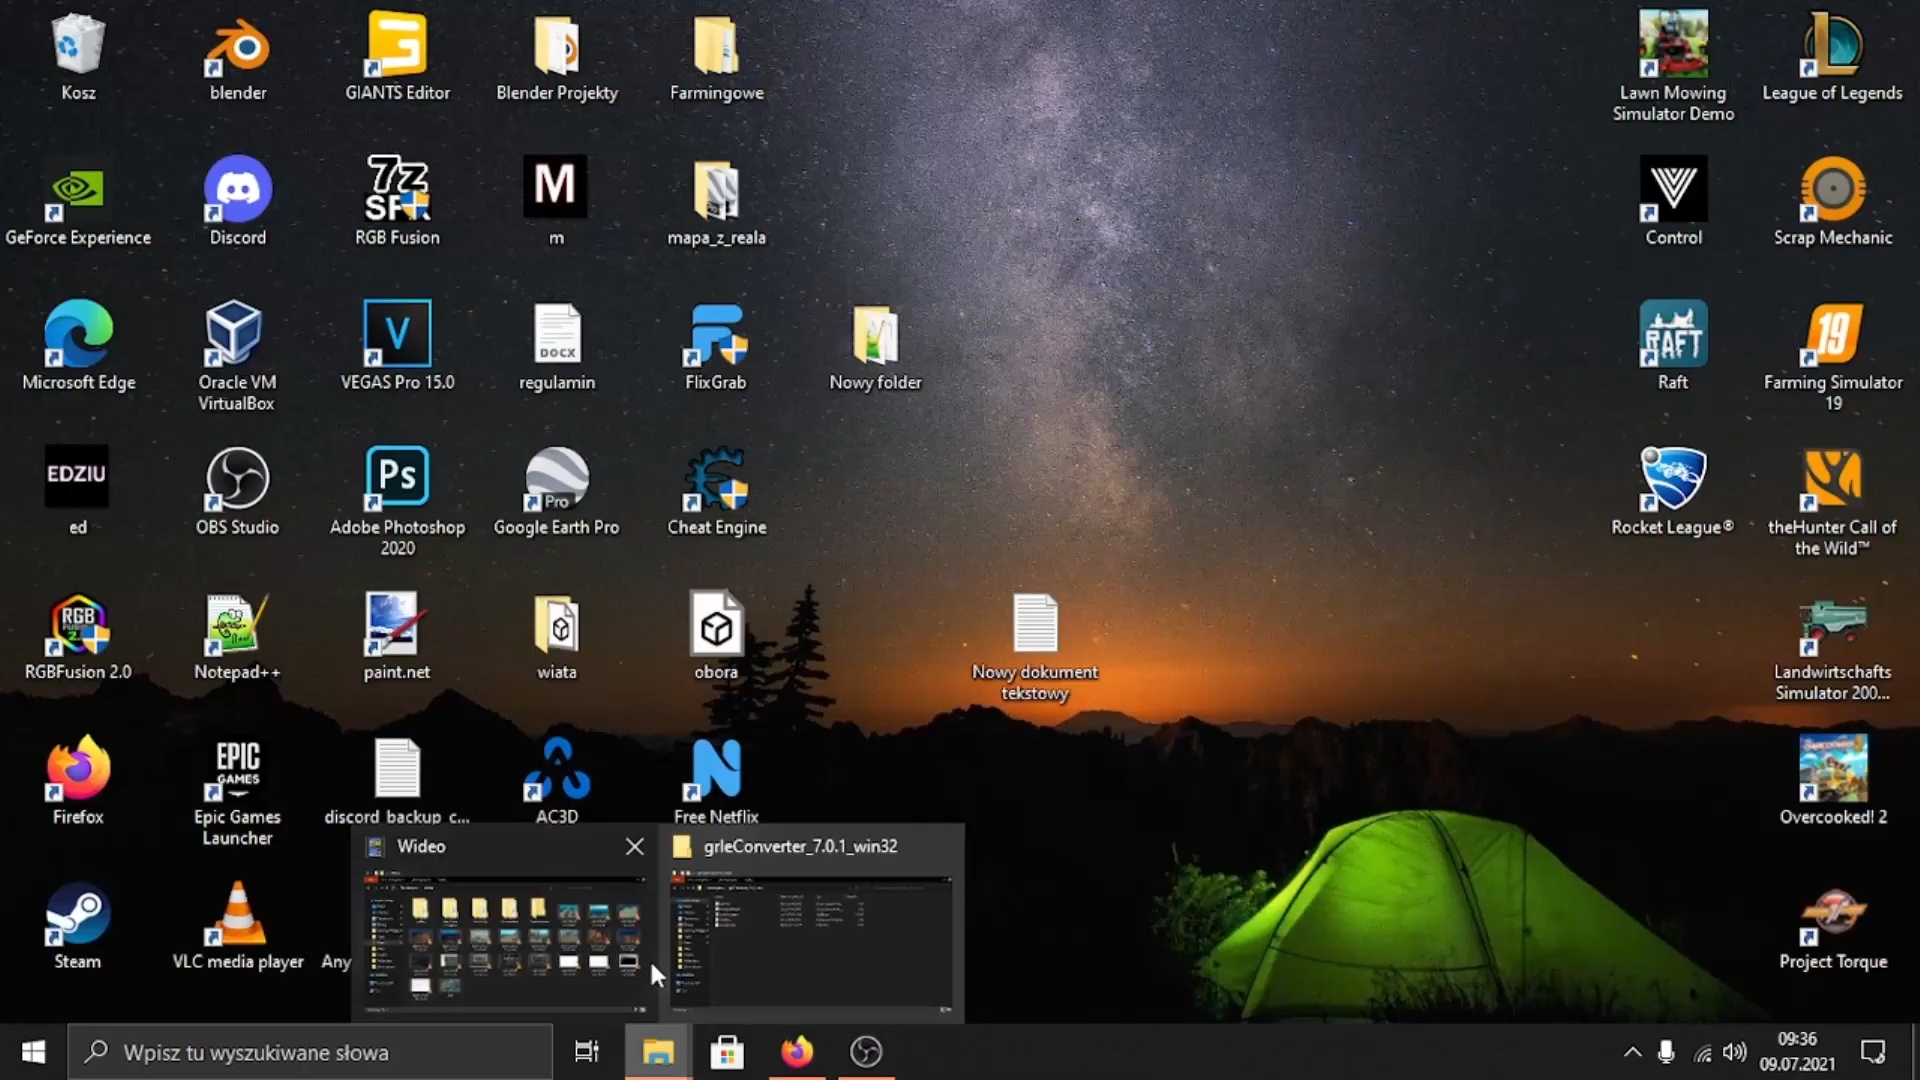 Kosz
blender
GIANTS Editor
Blender Projekty
Farmingowe
Lawn Mowing
Simulator Demo
League of Legends
GeForce Experience
Discord
7z
RGB Fusion
M
m
mapa_z_reala
Control
Scrap Mechanic
Microsoft Edge
Oracle VM
VirtualBox
V
VEGAS Pro 15.0
DOCX
regulamin
FlixGrab
Nowy folder
RAFT
Raft
19
Farming Simulator
19
EDZIU
ed
OBS Studio
Ps
Adobe Photoshop
2020
Pro
Google Earth Pro
Cheat Engine
Rocket League®
theHunter Call of
the Wild™
RGB
RGBFusion 2.0
Notepad++
paint.net
wiata
obora
Nowy dokument
tekstowy
Landwirtschafts
Simulator 200...
Firefox
EPIC
GAMES
Epic Games
Launcher
discord_backup_c...
AC3D
Free Netflix
Overcooked! 2
Wideo
grleConverter_7.0.1_win32
Steam
VLC media player
Any
Project Torque
Wpisz tu wyszukiwane słowa
09:36
09.07.2021